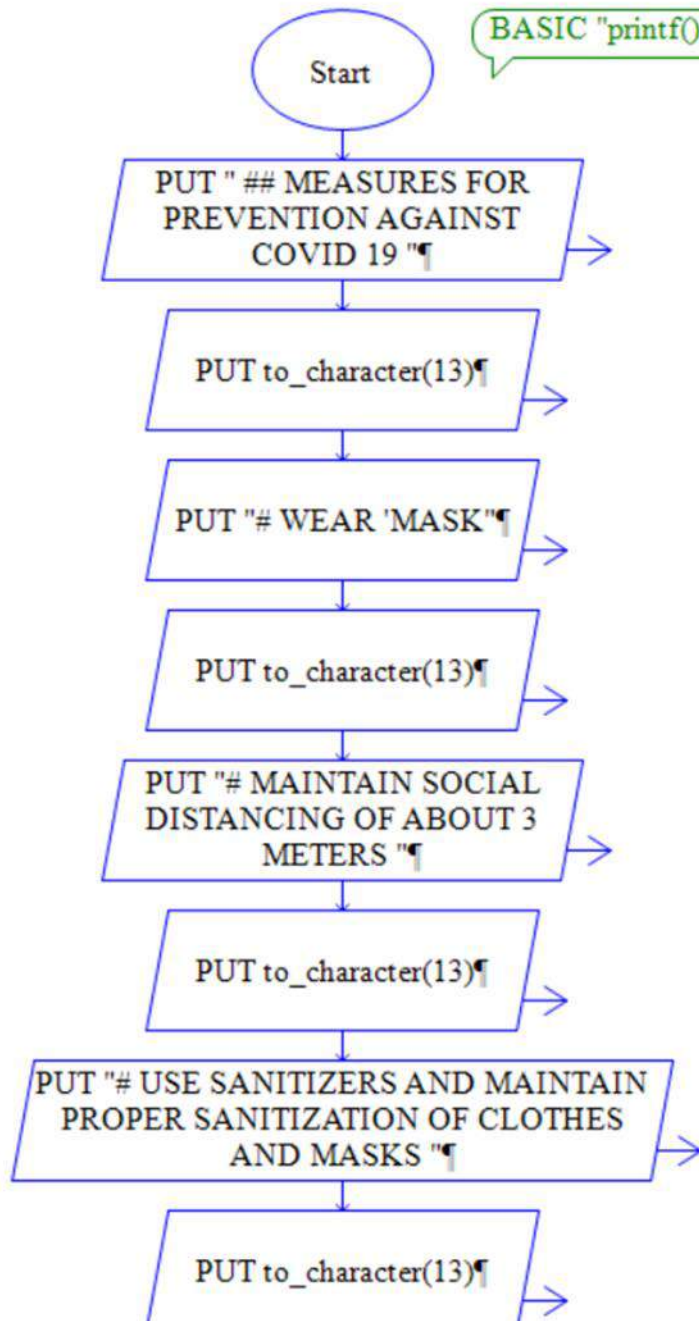 BASIC "printf()
Start
PUT " ## MEASURES FOR
PREVENTION AGAINST
COVID 19 "¶
PUT to_character(13)¶
PUT "# WEAR 'MASK"¶
PUT to_character(13)¶
PUT "# MAINTAIN SOCIAL
DISTANCING OF ABOUT 3
METERS "¶
PUT to_character(13)¶
PUT "# USE SANITIZERS AND MAINTAIN
PROPER SANITIZATION OF CLOTHES
AND MASKS "¶
PUT to_character(13)¶